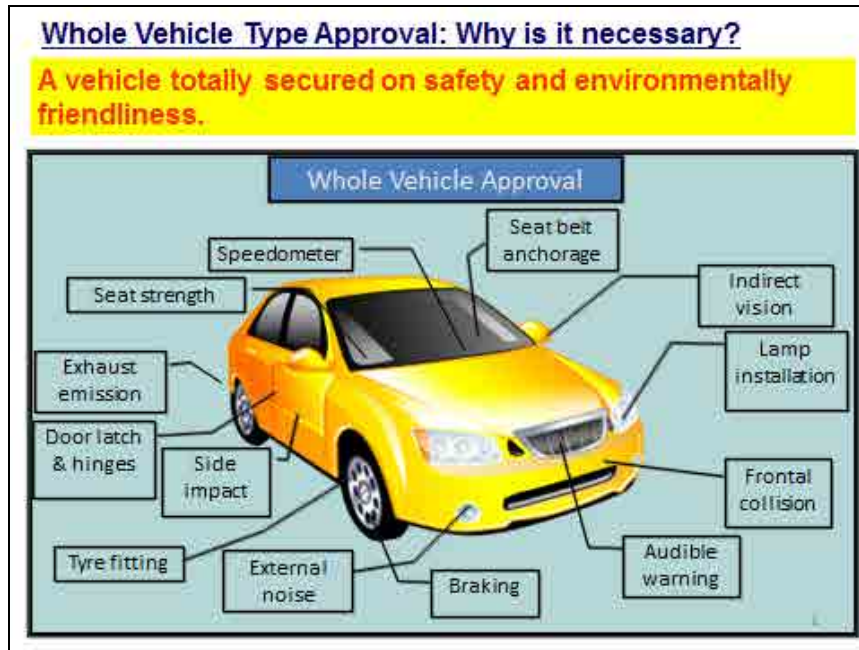 Whole Vehicle Type Approval: Why is it necessary?
A vehicle totally secured on safety and environmentally
friendliness.
Whole Vehicle Approval
Speedometer
Seat belt
anchorage
Seat strength
Indirect
vision
Exhaust
emission
Lamp
installation
Door latch
& hinges
Side
impact
Frontal
collision
Tyre fitting
External
noise
Braking
Audible
warning